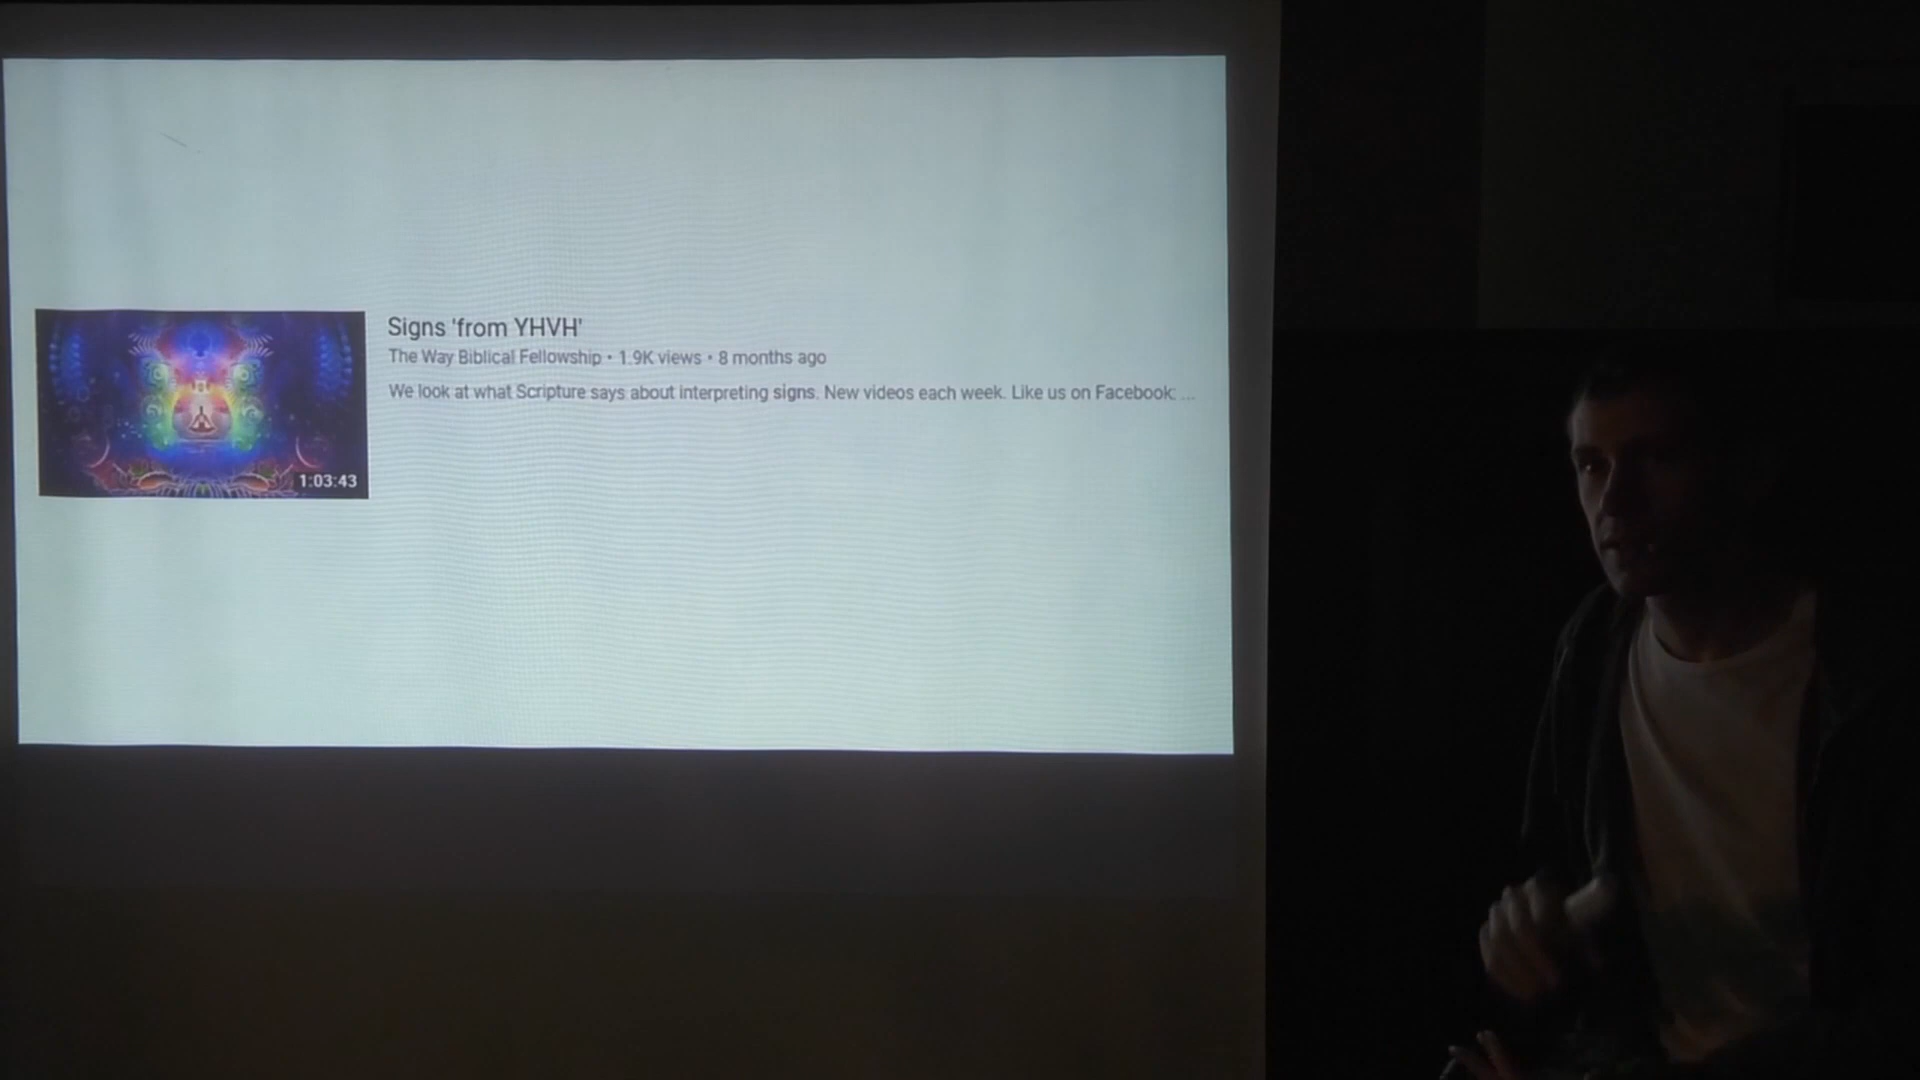 Signs 'from YHVH'
The Way Biblical Fellowship • 1.9K views • 8 months ago
We look at what Scripture says about interpreting signs. New videos each week. Like us on Facebook: ...
1:03:43